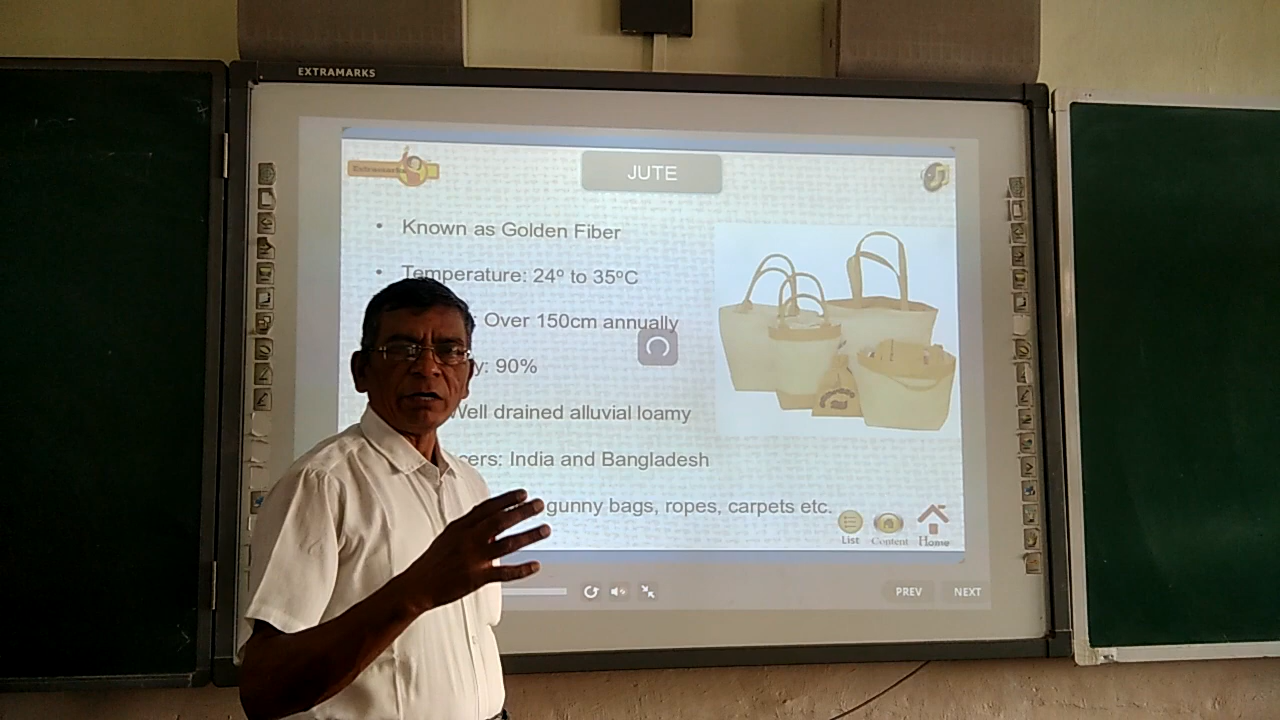 EXTRAMARKS
Extramarks
JUTE
• Known as Golden Fiber
• Temperature: 24º to 35ºC
: Over 150cm annually
y: 90%
Well drained alluvial loamy
cers: India and Bangladesh
gunny bags, ropes, carpets etc.
List
Content
Home
PREV
NEXT